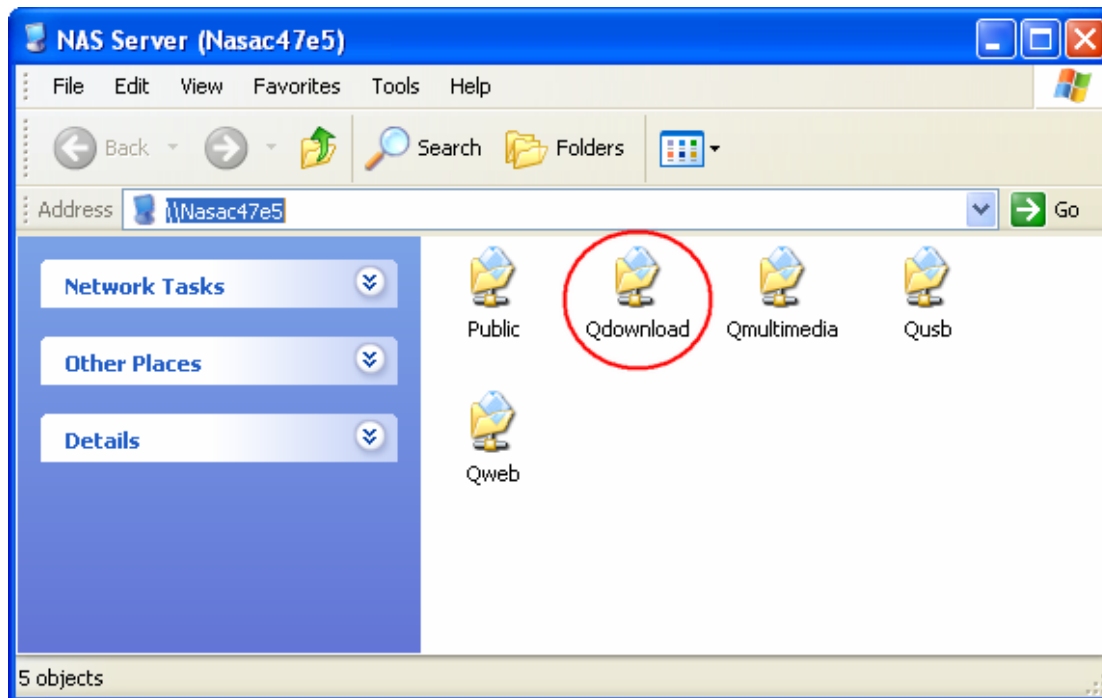 NAS Server (Nasac47e5)
File Edit View Favorites Tools Help
Back Search Folders
Address \\Nasac47e5 Go
Network Tasks
Other Places
Details
Public Qdownload Qmultimedia Qusb
Qweb
5 objects